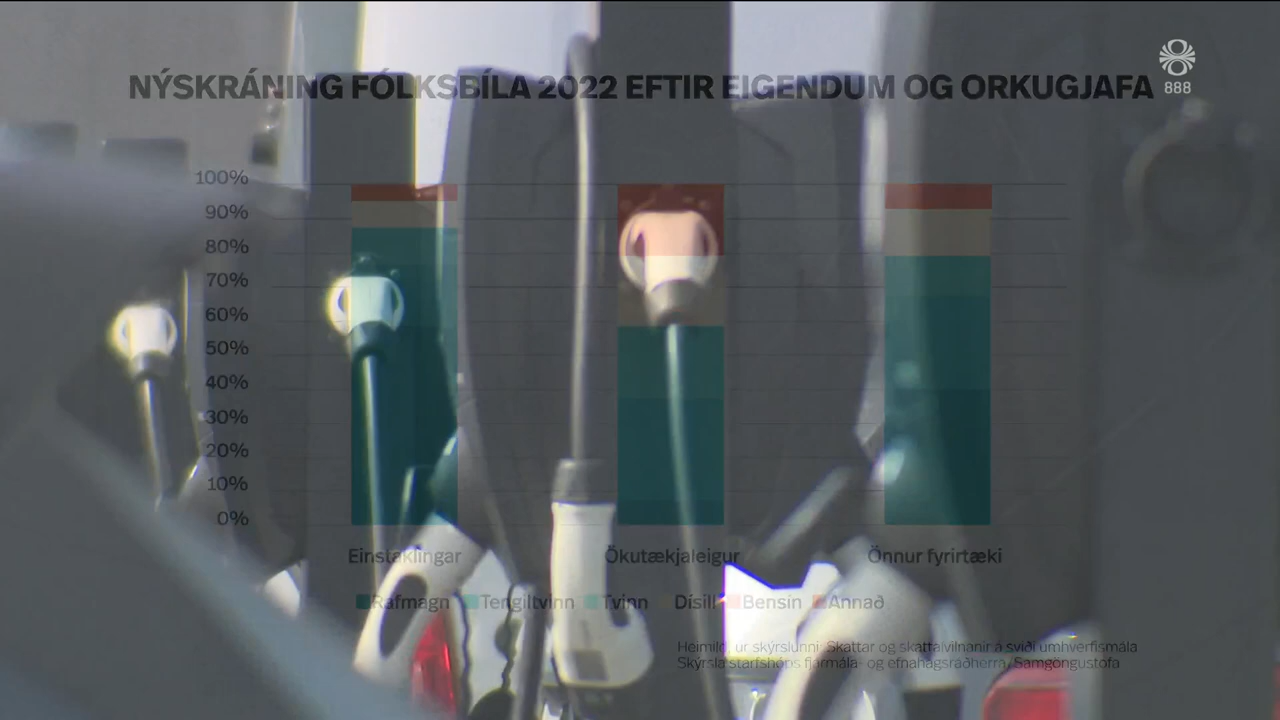 NÝSKRÁNING FÓLKSBÍLA 2022 EFTIR EIGENDUM OG ORKUGJAFA
888
100%
90%
80%
70%
60%
50%
40%
30%
20%
10%
0%
Einstaklingar Ökutækjaleigur Önnur fyrirtæki
Rafmagn Tengiltvinn Tvinn Dísill Bensín Annað
Heimild: úr skýrslunni: Skattar og skattaívilnanir á sviði umhverfismála
Skýrsla starfshóps fjármála- og efnahagsráðherra/Samgöngustofa